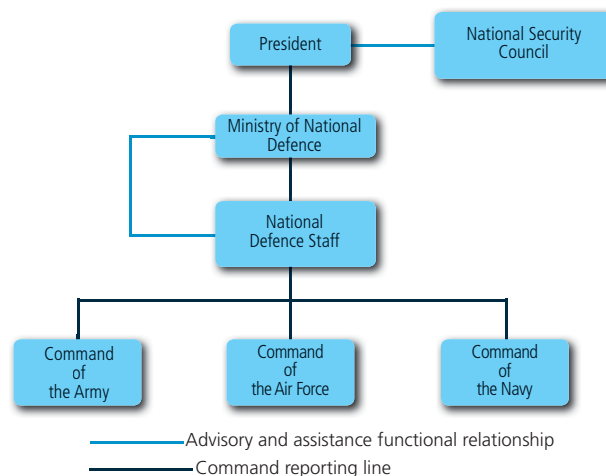 President
National Security
Council
Ministry of National
Defence
National
Defence Staff
Command
of
the Army
Command
of
the Air Force
Command
of
the Navy
Advisory and assistance functional relationship
Command reporting line